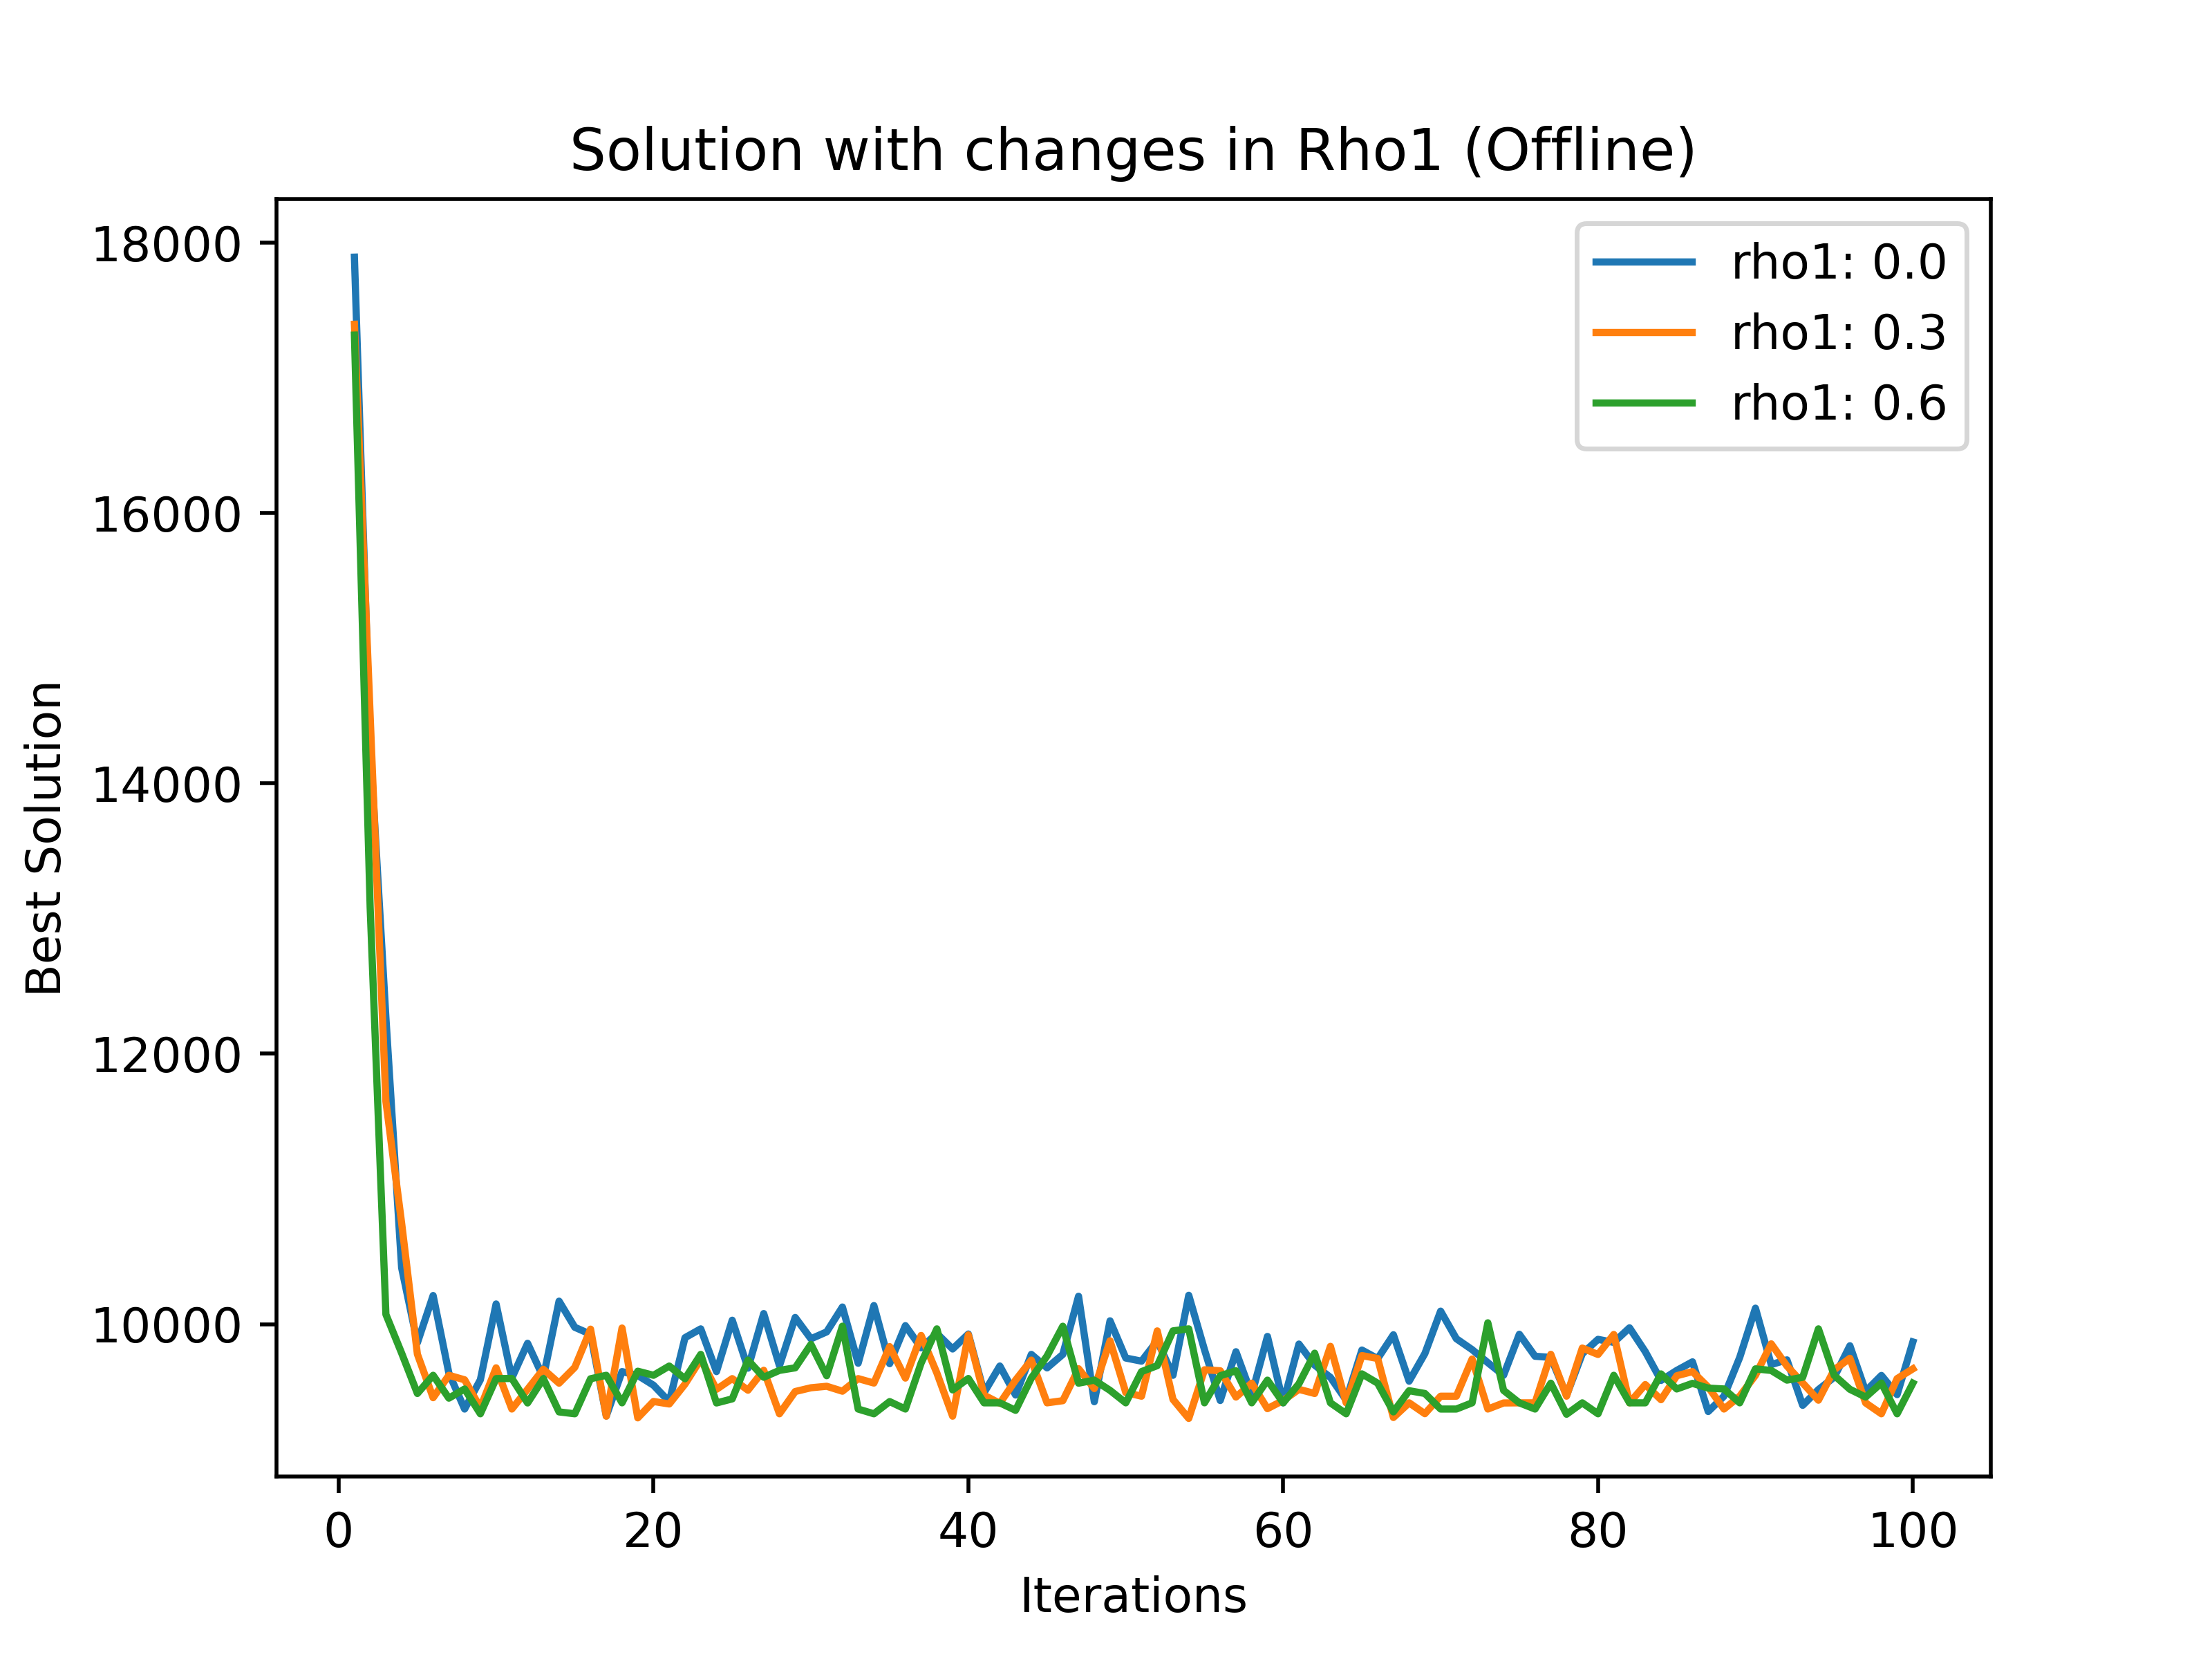 Solution with changes in Rho1 (Offline)
18000
16000
14000
12000
10000
Best Solution
rho1: 0.0
rho1: 0.3
rho1: 0.6
0 20 40 60 80 100
Iterations